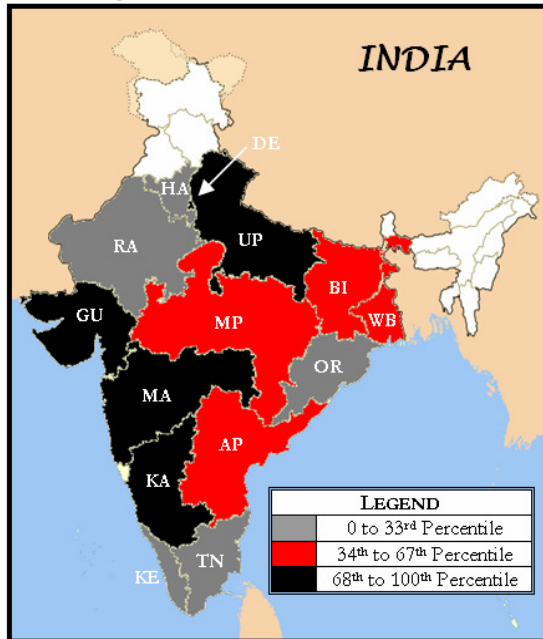 INDIA
DE
HA
RA
UP
BI
GU
MP
WB
OR
MA
AP
KA
LEGEND
0 to 33rd Percentile
34th to 67th Percentile
68th to 100th Percentile
KE
TN